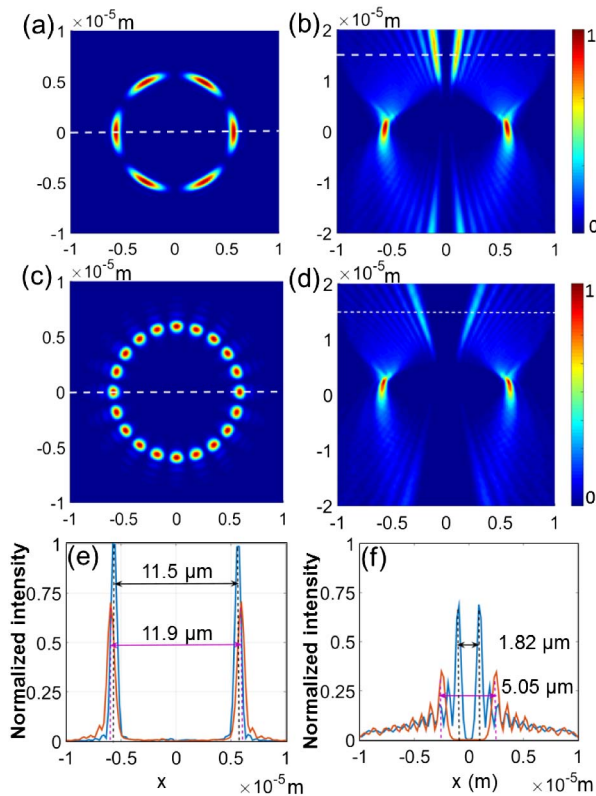 (a) ×10⁻⁵m (b) ×10⁻⁵m
1 2 1
0.5 1
0 0
-0.5 -1
-1 -2 0
-1 -0.5 0 0.5 1 -1 -0.5 0 0.5 1
(c) ×10⁻⁵m (d) ×10⁻⁵m
1 2 1
0.5 1
0 0
-0.5 -1
-1 -2 0
-1 -0.5 0 0.5 1 -1 -0.5 0 0.5 1
Normalized intensity
1
0.75
0.5
0.25
0
(e)
11.5 µm
11.9 µm
-1 -0.5 0 0.5 1
x ×10⁻⁵m
Normalized intensity
1
0.75
0.5
0.25
0
(f)
1.82 µm
5.05 µm
-1 -0.5 0 0.5 1
x (m) ×10⁻⁵m